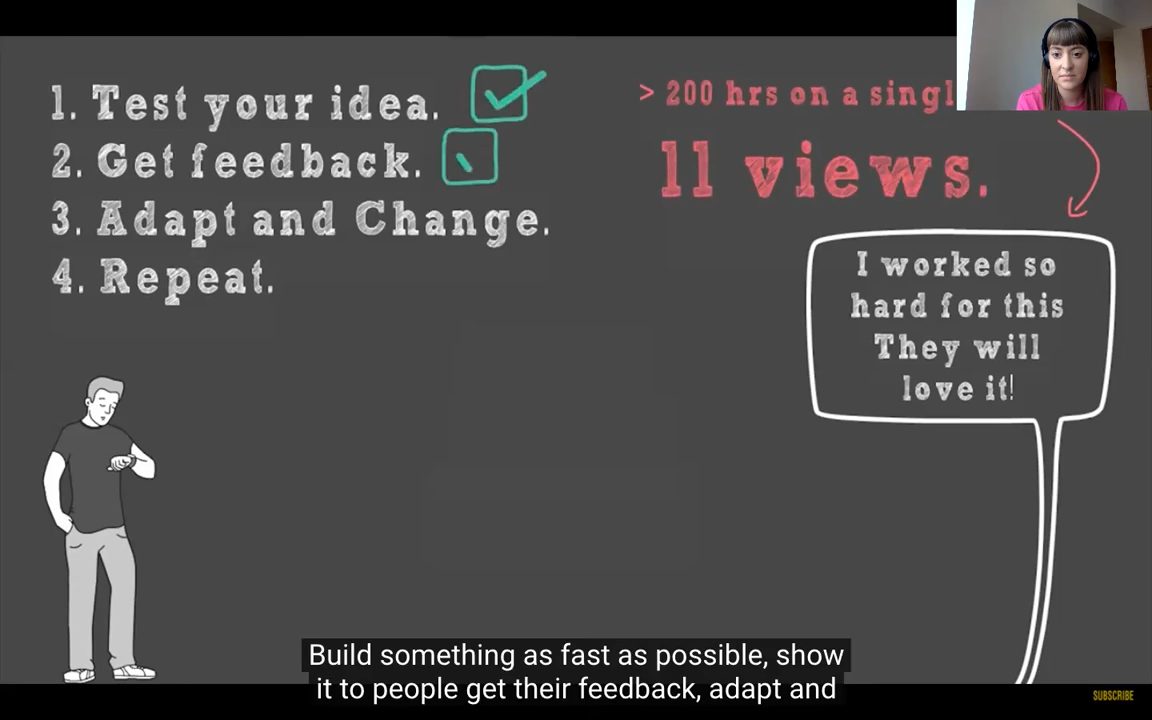 1. Test your idea.
2. Get feedback.
3. Adapt and Change.
4. Repeat.
> 200 hrs on a singl
11 views.
I worked so
hard for this
They will
love it!
Build something as fast as possible, show
it to people get their feedback, adapt and
SUBSCRIBE